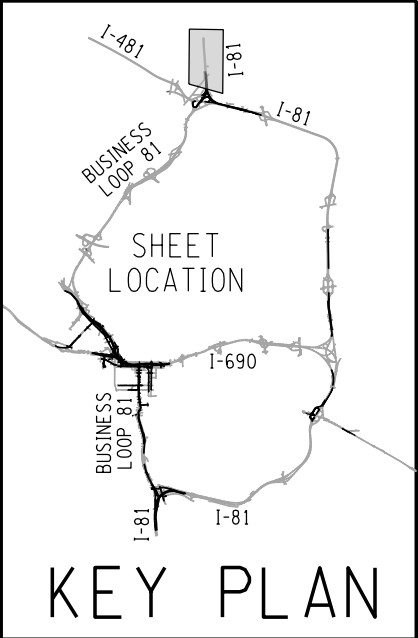 I-481
I-81
I-81
BUSINESS
LOOP 81
SHEET
LOCATION
I-690
BUSINESS
LOOP 81
I-81
I-81
KEY PLAN